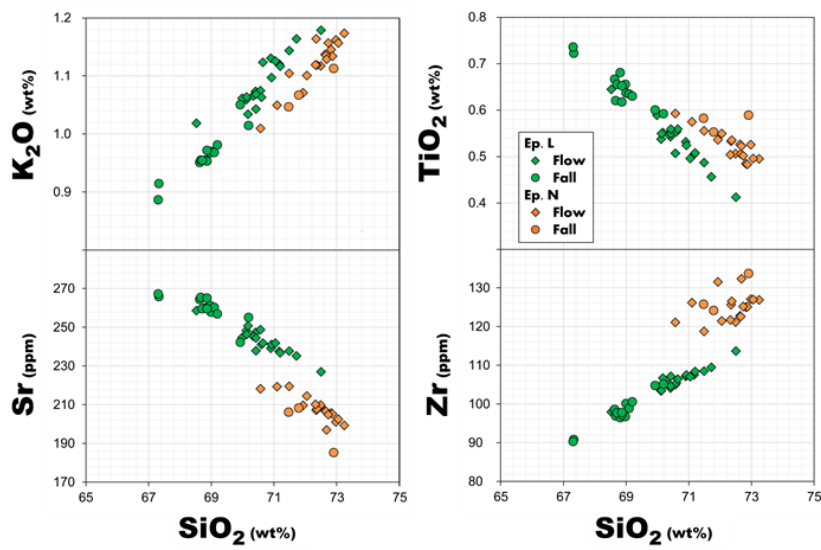 K₂O (wt%)
1.2
1.1
1.0
0.9
TiO₂ (wt%)
0.8
0.7
0.6
0.5
0.4
Ep. L
Flow
Fall
Ep. N
Flow
Fall
Sr (ppm)
270
250
230
210
190
170
65 67 69 71 73 75
SiO₂ (wt%)
Zr (ppm)
130
120
110
100
90
80
65 67 69 71 73 75
SiO₂ (wt%)